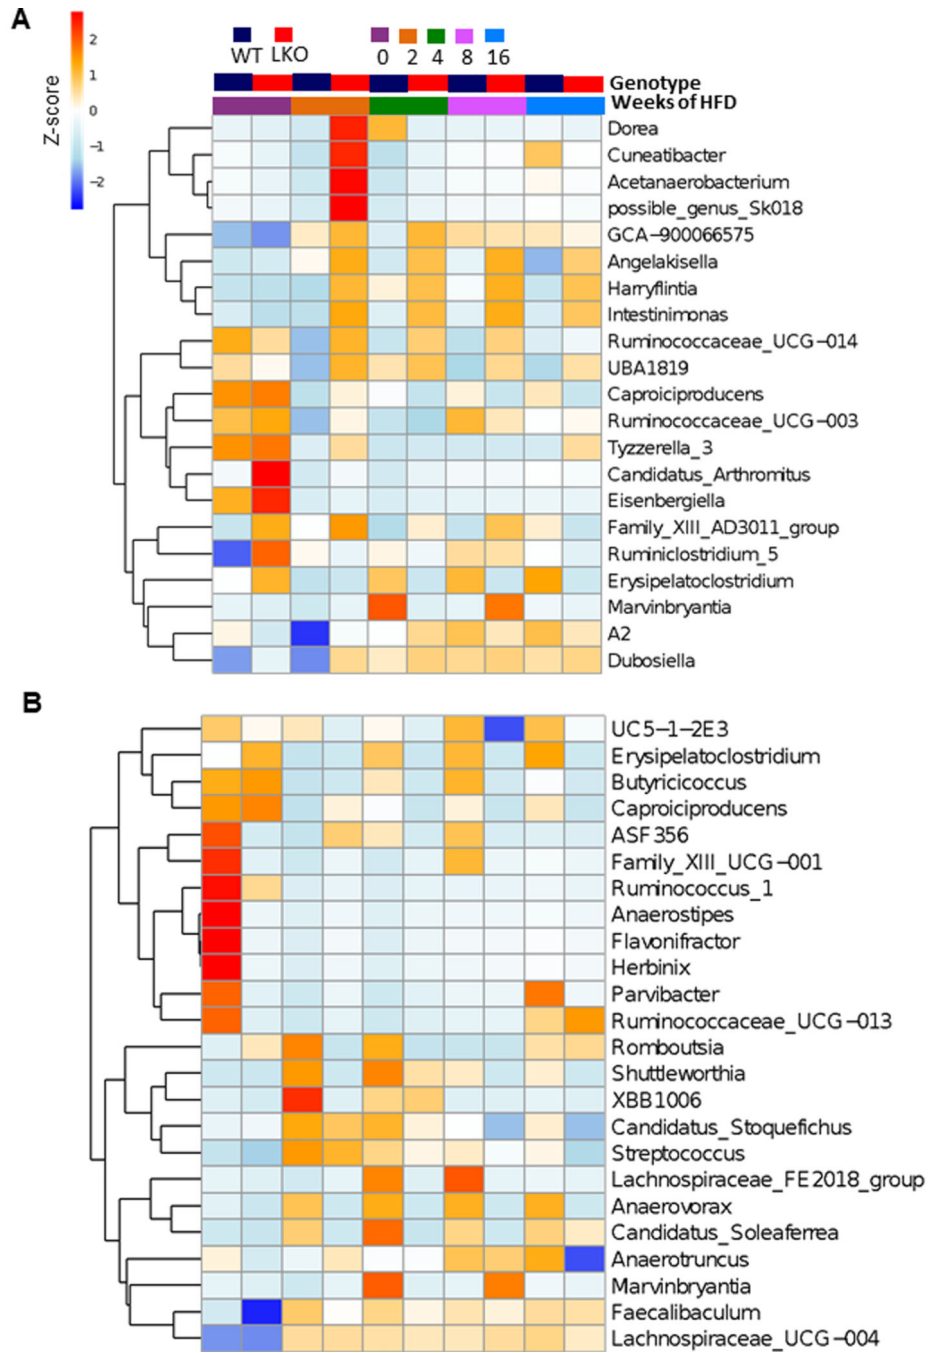 A
Z-score
2
1
0
−1
−2
WT LKO
0 2 4 8 16
Genotype
Weeks of HFD
Dorea
Cuneatibacter
Acetanaerobacterium
possible_genus_Sk018
GCA−900066575
Angelakisella
Harryflintia
Intestinimonas
Ruminococcaceae_UCG−014
UBA1819
Caproiciproducens
Ruminococcaceae_UCG−003
Tyzzerella_3
Candidatus_Arthromitus
Eisenbergiella
Family_XIII_AD3011_group
Ruminiclostridium_5
Erysipelatoclostridium
Marvinbryantia
A2
Dubosiella
B
UC5−1−2E3
Erysipelatoclostridium
Butyricicoccus
Caproiciproducens
ASF356
Family_XIII_UCG−001
Ruminococcus_1
Anaerostipes
Flavonifractor
Herbinix
Parvibacter
Ruminococcaceae_UCG−013
Romboutsia
Shuttleworthia
XBB1006
Candidatus_Stoquefichus
Streptococcus
Lachnospiraceae_FE2018_group
Anaerovorax
Candidatus_Soleaferrea
Anaerotruncus
Marvinbryantia
Faecalibaculum
Lachnospiraceae_UCG−004